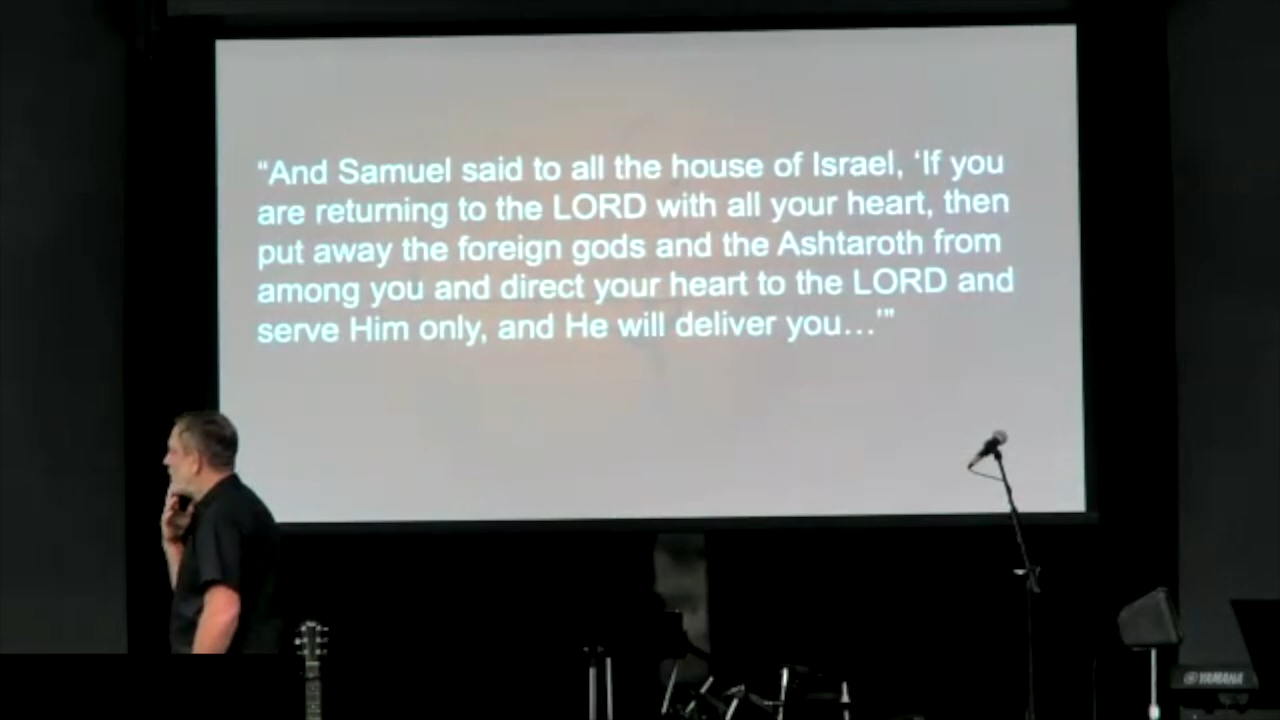 “And Samuel said to all the house of Israel, ‘If you
are returning to the LORD with all your heart, then
put away the foreign gods and the Ashtaroth from
among you and direct your heart to the LORD and
serve Him only, and He will deliver you…’”
YAMAHA